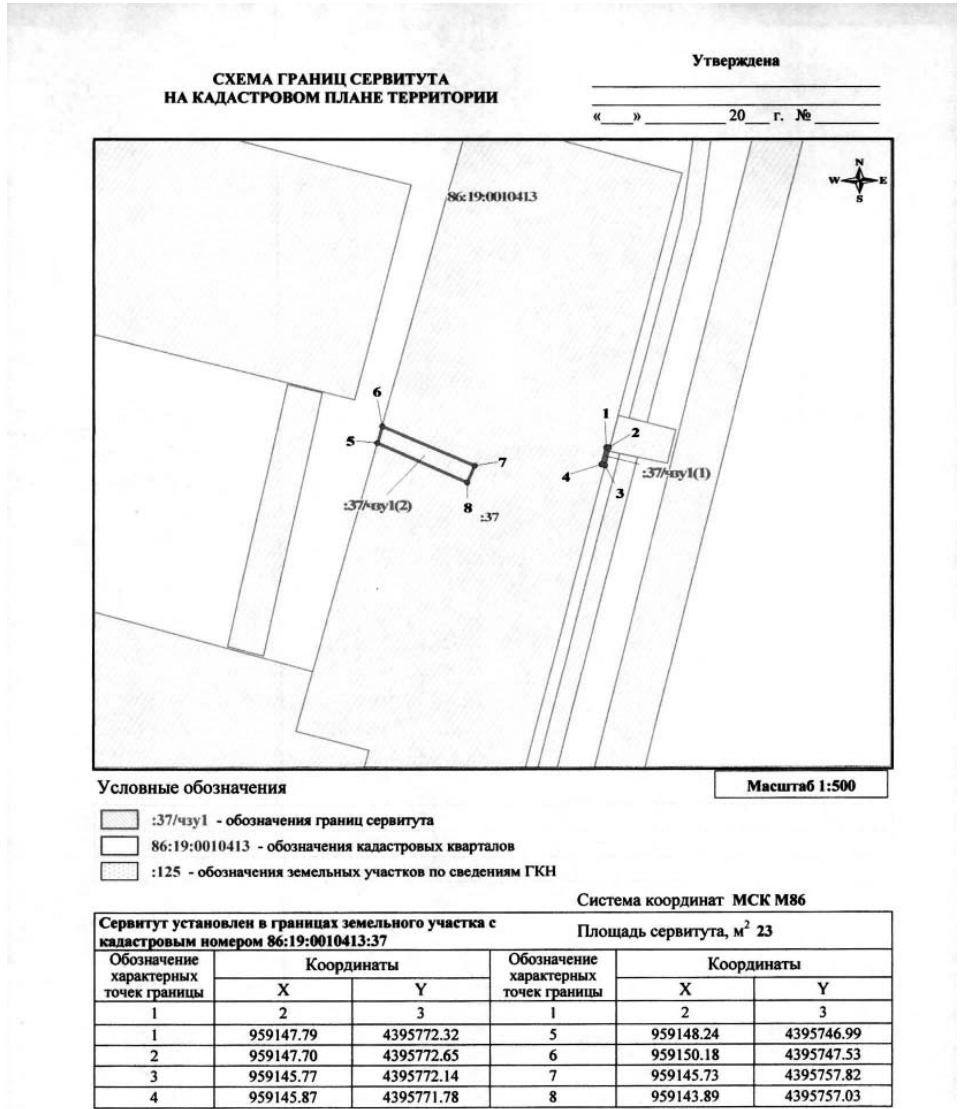 Утверждена
СХЕМА ГРАНИЦ СЕРВИТУТА
НА КАДАСТРОВОМ ПЛАНЕ ТЕРРИТОРИИ
«___» ________ 20__ г. № ________
N
W E
S
86:19:0010413
6
5
7
8
:37/чзу1(2)
:37
1
2
4
3
:37/чзу1(1)
Условные обозначения
Масштаб 1:500
:37/чзу1 - обозначения границ сервитута
86:19:0010413 - обозначения кадастровых кварталов
:125 - обозначения земельных участков по сведениям ГКН
Система координат МСК М86
Сервитут установлен в границах земельного участка с
кадастровым номером 86:19:0010413:37
Площадь сервитута, м² 23
Обозначение
характерных
точек границы
Координаты
Обозначение
характерных
точек границы
Координаты
X Y X Y
1 2 3 1 2 3
1 959147.79 4395772.32 5 959148.24 4395746.99
2 959147.70 4395772.65 6 959150.18 4395747.53
3 959145.77 4395772.14 7 959145.73 4395757.82
4 959145.87 4395771.78 8 959143.89 4395757.03